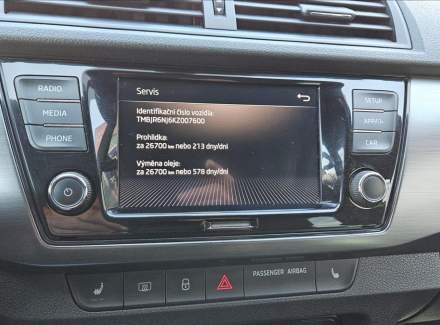 RADIO
MEDIA
PHONE
Servis
Identifikační číslo vozidla:
TMBJR6NJ6KZ007600
Prohlídka:
za 26700 km nebo 213 dny/dní
Výměna oleje:
za 26700 km nebo 578 dny/dní
SETUP
CAR
PASSENGER AIRBAG